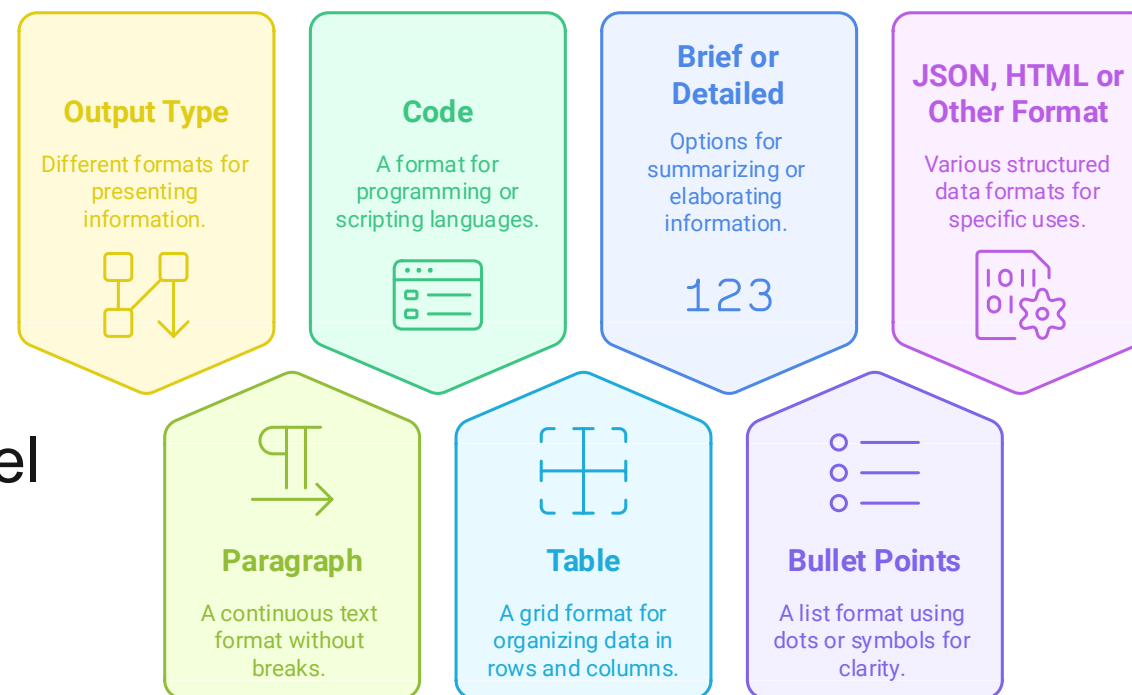 Output Type
Different formats for
presenting
information.
Code
A format for
programming or
scripting languages.
Brief or
Detailed
Options for
summarizing or
elaborating
information.
123
JSON, HTML or
Other Format
Various structured
data formats for
specific uses.
el
Paragraph
A continuous text
format without
breaks.
Table
A grid format for
organizing data in
rows and columns.
Bullet Points
A list format using
dots or symbols for
clarity.